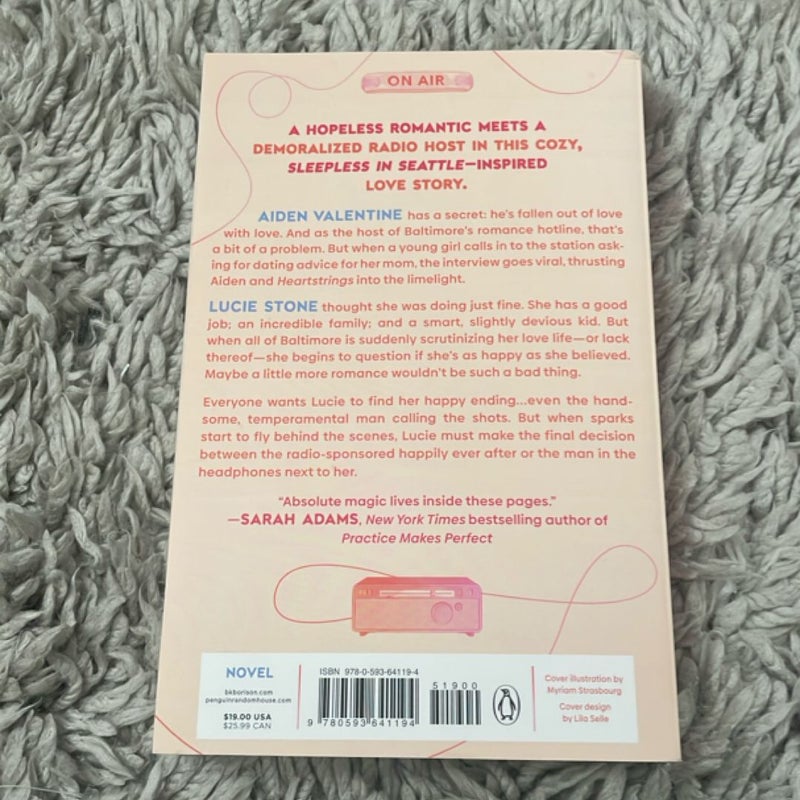 ON AIR
A HOPELESS ROMANTIC MEETS A
DEMORALIZED RADIO HOST IN THIS COZY,
SLEEPLESS IN SEATTLE—INSPIRED
LOVE STORY.
AIDEN VALENTINE has a secret: he's fallen out of love
with love. And as the host of Baltimore's romance hotline, that's
a bit of a problem. But when a young girl calls in to the station ask-
ing for dating advice for her mom, the interview goes viral, thrusting
Aiden and Heartstrings into the limelight.
LUCIE STONE thought she was doing just fine. She has a good
job; an incredible family; and a smart, slightly devious kid. But
when all of Baltimore is suddenly scrutinizing her love life—or lack
thereof—she begins to question if she's as happy as she believed.
Maybe a little more romance wouldn't be such a bad thing.
Everyone wants Lucie to find her happy ending...even the hand-
some, temperamental man calling the shots. But when sparks
start to fly behind the scenes, Lucie must make the final decision
between the radio-sponsored happily ever after or the man in the
headphones next to her.
"Absolute magic lives inside these pages."
—SARAH ADAMS, New York Times bestselling author of
Practice Makes Perfect
NOVEL
bkborison.com
penguinrandomhouse.com
$19.00 USA
$25.99 CAN
ISBN 978-0-593-64119-4
51900
9 780593 641194
Cover illustration by
Myriam Strasbourg
Cover design
by Lila Selle